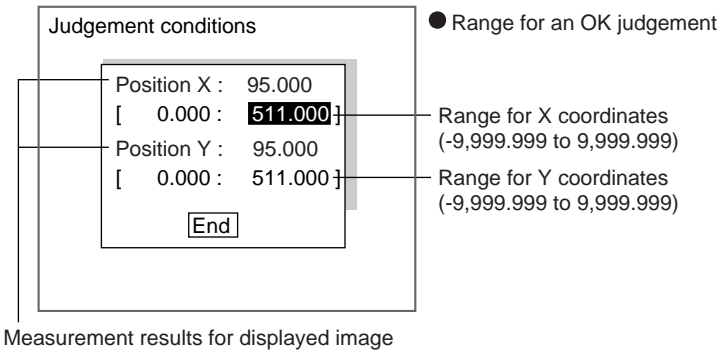 Judgement conditions
● Range for an OK judgement
Position X : 95.000
[ 0.000 : 511.000 ]
Range for X coordinates
(-9,999.999 to 9,999.999)
Position Y : 95.000
[ 0.000 : 511.000 ]
Range for Y coordinates
(-9,999.999 to 9,999.999)
End
Measurement results for displayed image